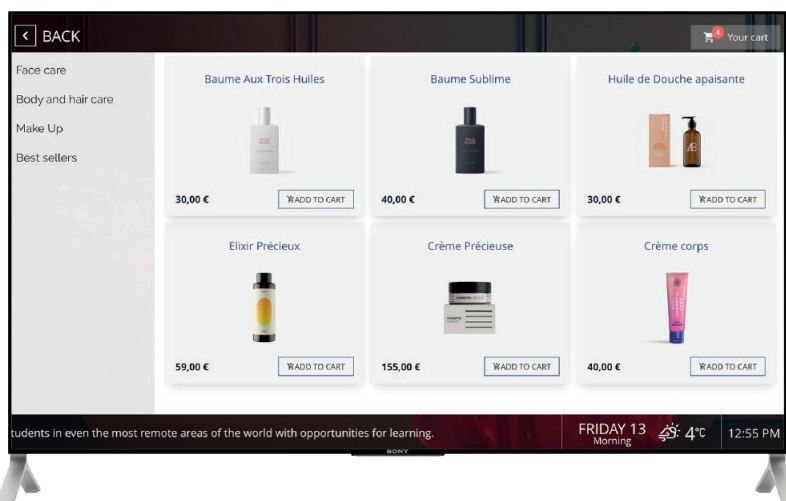 BACK
4
Your cart
Face care
Body and hair care
Make Up
Best sellers
Baume Aux Trois Huiles
30,00 €
ADD TO CART
Baume Sublime
40,00 €
ADD TO CART
Huile de Douche apaisante
AB
30,00 €
ADD TO CART
Elixir Précieux
59,00 €
ADD TO CART
Crème Précieuse
155,00 €
ADD TO CART
Crème corps
40,00 €
ADD TO CART
tudents in even the most remote areas of the world with opportunities for learning.
FRIDAY 13
Morning
4°C
12:55 PM
SONY